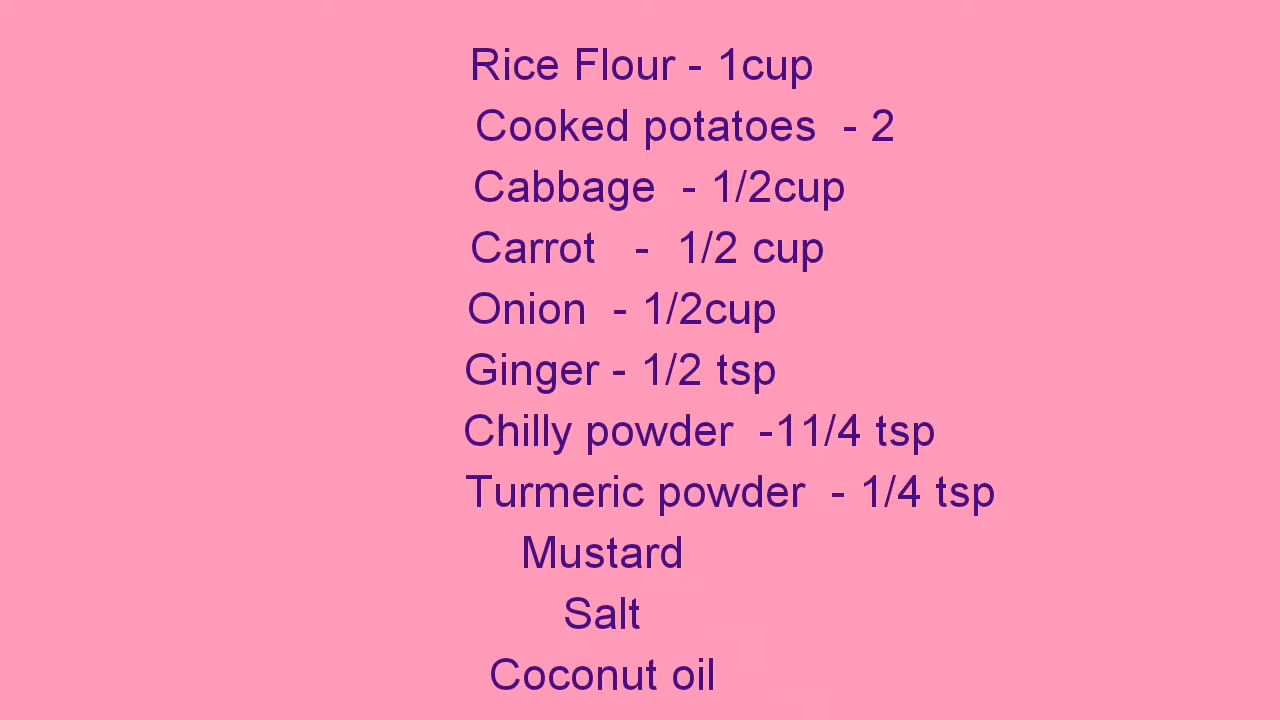 Rice Flour - 1cup
Cooked potatoes  - 2
Cabbage  - 1/2cup
Carrot   -  1/2 cup
Onion  - 1/2cup
Ginger - 1/2 tsp
Chilly powder  -11/4 tsp
Turmeric powder  - 1/4 tsp
Mustard
Salt
Coconut oil